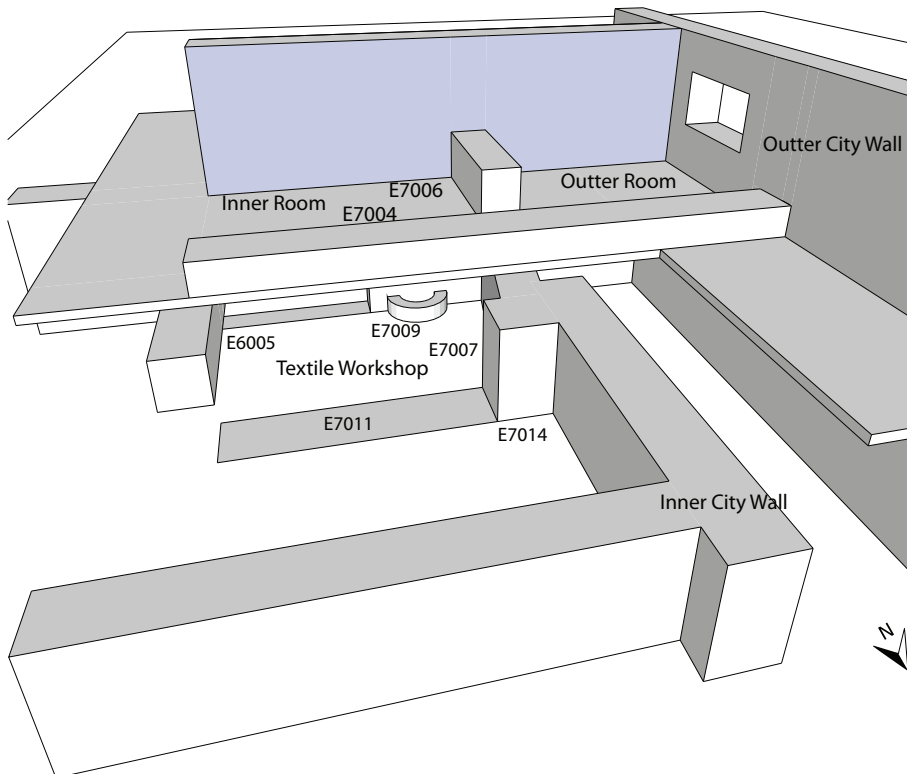 Outter City Wall
E7006
Outter Room
Inner Room
E7004
E7009
E6005
E7007
Textile Workshop
E7011
E7014
Inner City Wall
N